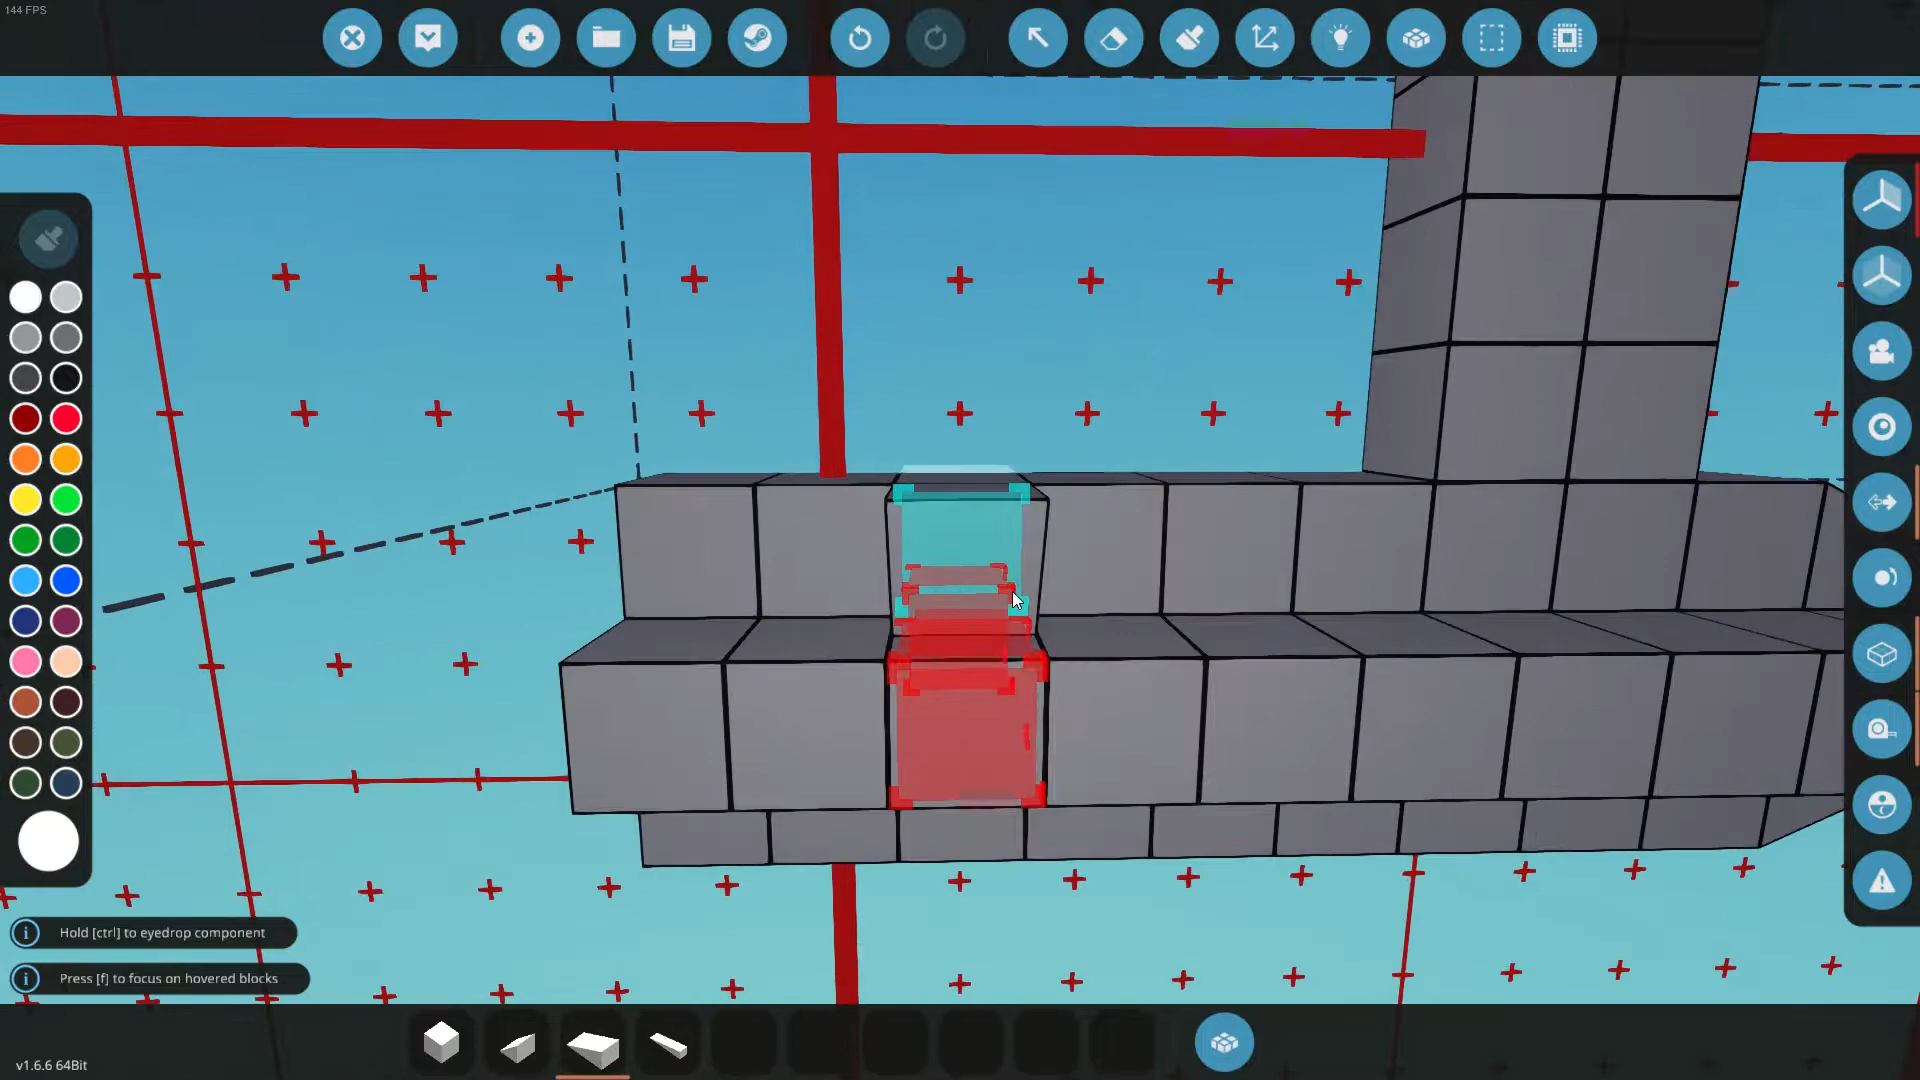 144 FPS
Hold [ctrl] to eyedrop component
Press [f] to focus on hovered blocks
v1.6.6 64Bit